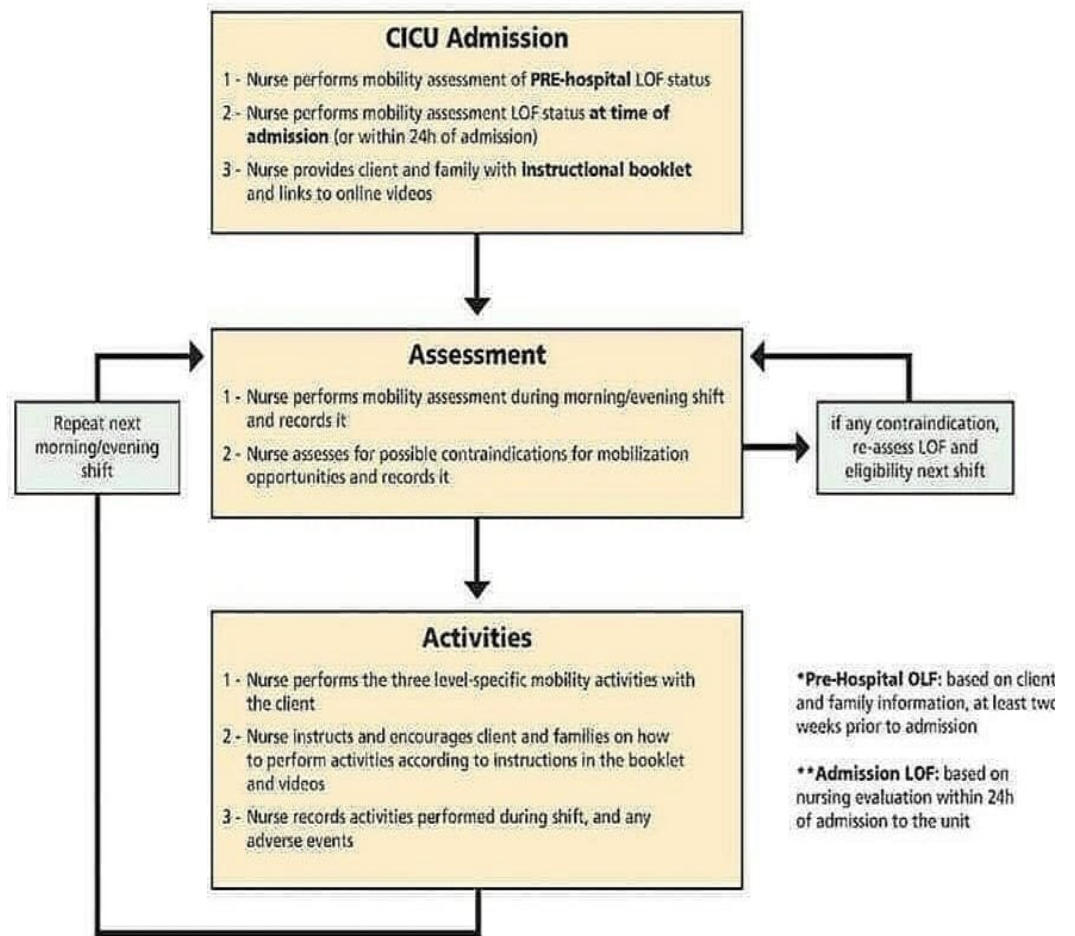 CICU Admission
1 - Nurse performs mobility assessment of PRE-hospital LOF status
2 - Nurse performs mobility assessment LOF status at time of
admission (or within 24h of admission)
3 - Nurse provides client and family with instructional booklet
and links to online videos
Assessment
1 - Nurse performs mobility assessment during morning/evening shift
and records it
2 - Nurse assesses for possible contraindications for mobilization
opportunities and records it
Repeat next
morning/evening
shift
if any contraindication,
re-assess LOF and
eligibility next shift
Activities
1 - Nurse performs the three level-specific mobility activities with
the client
2 - Nurse instructs and encourages client and families on how
to perform activities according to instructions in the booklet
and videos
3 - Nurse records activities performed during shift, and any
adverse events
*Pre-Hospital OLF: based on client
and family information, at least two
weeks prior to admission
**Admission LOF: based on
nursing evaluation within 24h
of admission to the unit